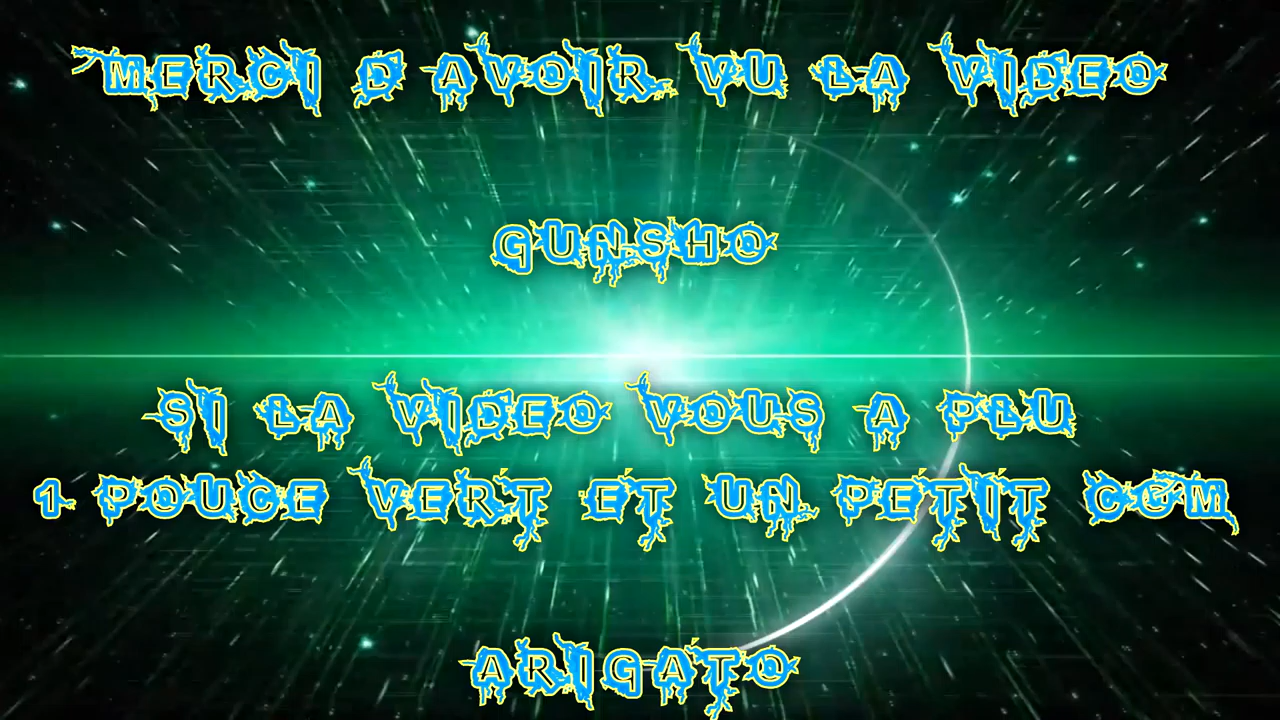 MERCI D AVOIR VU LA VIDEO
GUNSHO
SI LA VIDEO VOUS A PLU
1 POUCE VERT ET UN PETIT COM
ARIGATO